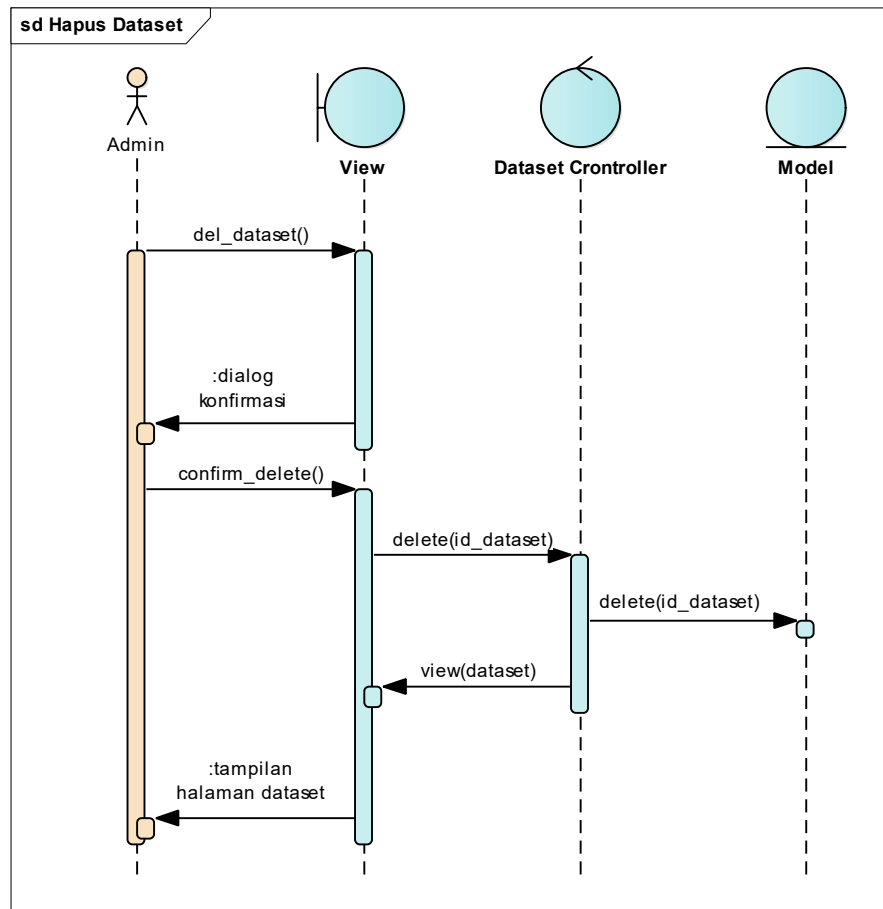 sd Hapus Dataset
Admin
View
Dataset Crontroller
Model
del_dataset()
:dialog
konfirmasi
confirm_delete()
delete(id_dataset)
delete(id_dataset)
view(dataset)
:tampilan
halaman dataset